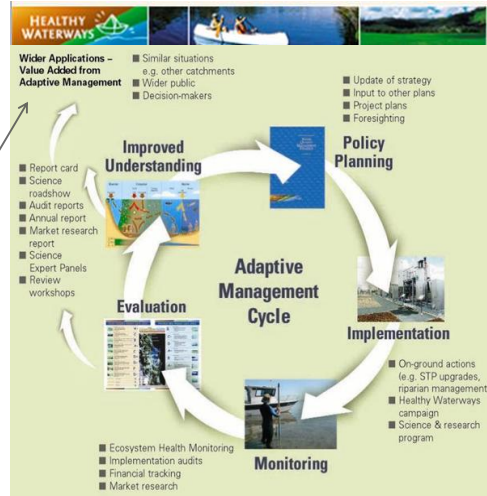 HEALTHY
WATERWAYS
Wider Applications –
Value Added from
Adaptive Management
■ Similar situations
e.g. other catchments
■ Wider public
■ Decision-makers
■ Update of strategy
■ Input to other plans
■ Project plans
■ Foresighting
Improved
Understanding
Policy
Planning
■ Report card
■ Science
roadshow
■ Audit reports
■ Annual report
■ Market research
report
■ Science
Expert Panels
■ Review
workshops
Adaptive
Management
Cycle
Evaluation
Implementation
■ On-ground actions
(e.g. STP upgrades,
riparian management
■ Healthy Waterways
campaign
■ Science & research
program
Monitoring
■ Ecosystem Health Monitoring
■ Implementation audits
■ Financial tracking
■ Market research